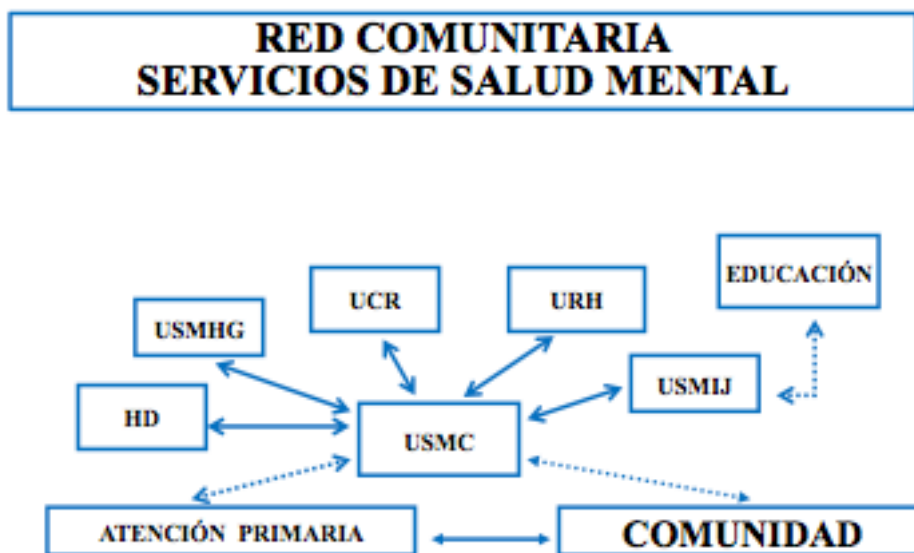 RED COMUNITARIA
SERVICIOS DE SALUD MENTAL
EDUCACIÓN
UCR
URH
USMHG
USMIJ
HD
USMC
ATENCIÓN PRIMARIA
COMUNIDAD